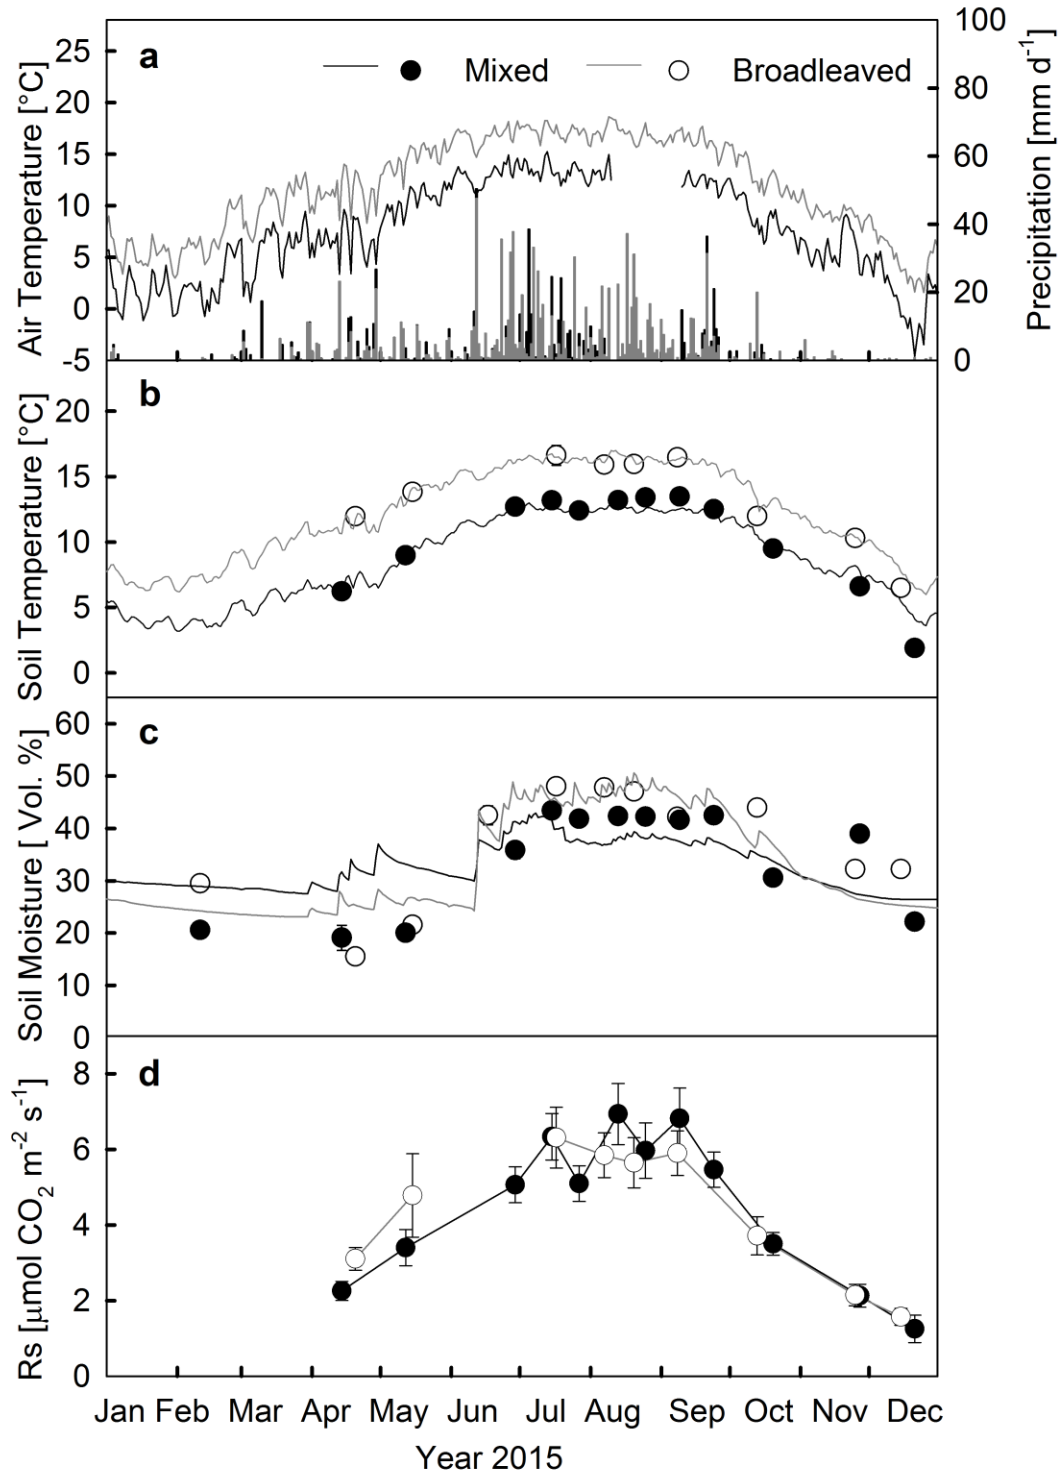 a
Mixed
Broadleaved
Air Temperature [°C]
25
20
15
10
5
0
-5
Precipitation [mm d⁻¹]
100
80
60
40
20
0
b
Soil Temperature [°C]
20
15
10
5
0
c
Soil Moisture [ Vol. %]
60
50
40
30
20
10
0
d
Rs [μmol CO₂ m⁻² s⁻¹]
8
6
4
2
0
Jan Feb Mar Apr May Jun Jul Aug Sep Oct Nov Dec
Year 2015